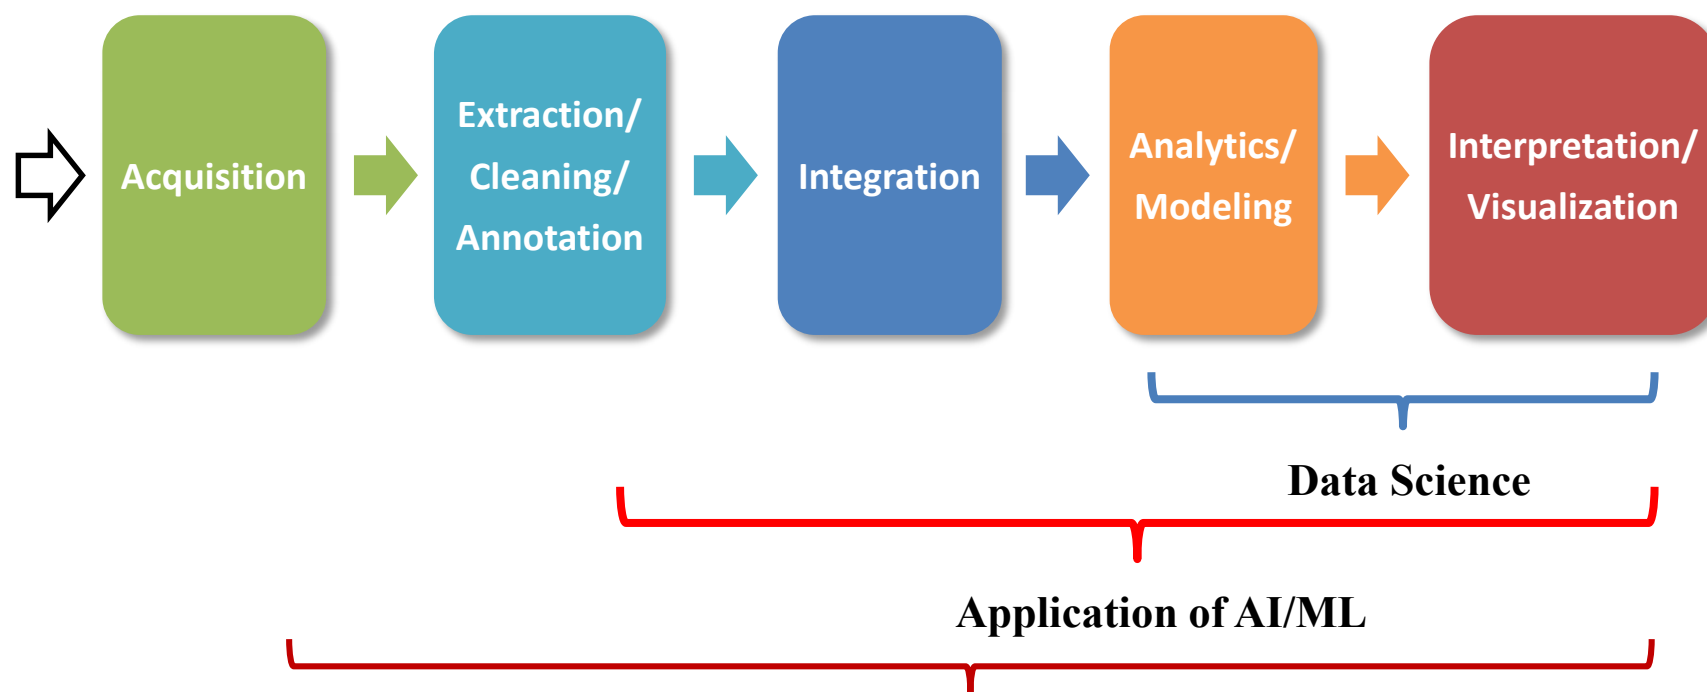 Acquisition
Extraction/
Cleaning/
Annotation
Integration
Analytics/
Modeling
Interpretation/
Visualization
Data Science
Application of AI/ML